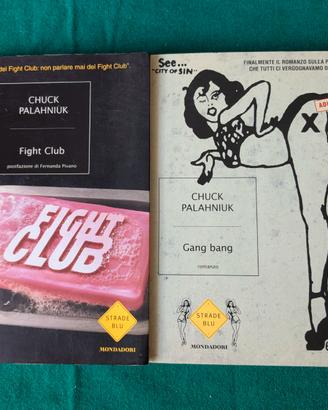 del Fight Club: non parlare mai del Fight Club".
CHUCK
PALAHNIUK
Fight Club
postfazione di Fernanda Pivano
FIGHT
CLUB
STRADE
BLU
MONDADORI
See...
"CITY OF SIN"
FINALMENTE IL ROMANZO SULLA
CHE TUTTI CI VERGOGNAVAMO
X
CHUCK
PALAHNIUK
Gang bang
romanzo
STRADE
BLU
MONDADORI